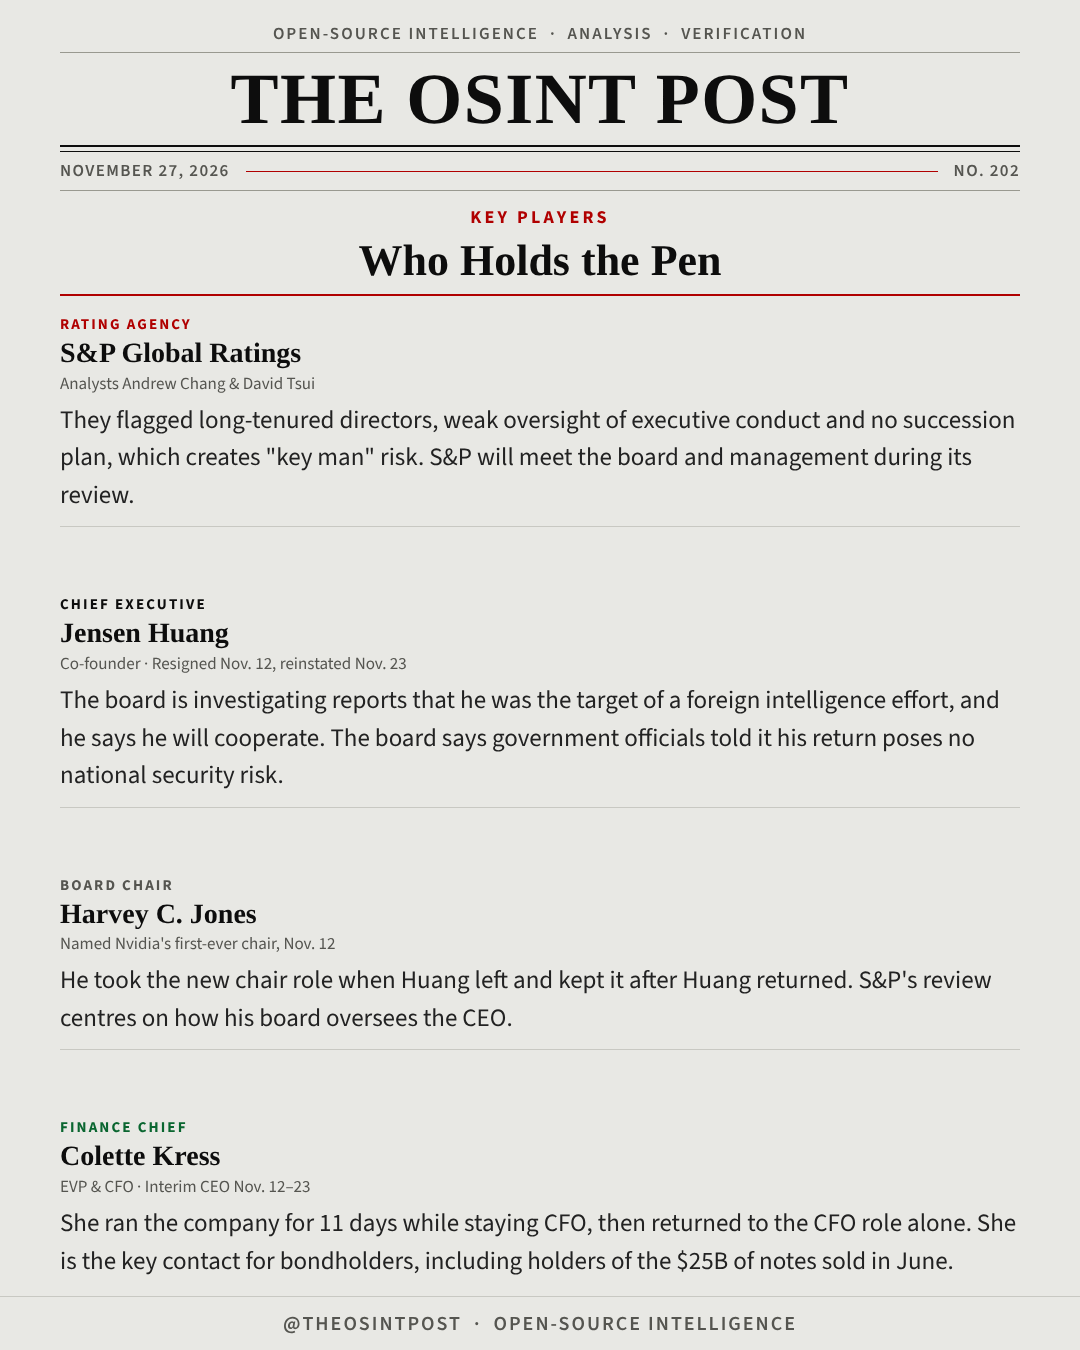 OPEN-SOURCE INTELLIGENCE · ANALYSIS · VERIFICATION
THE OSINT POST
NOVEMBER 27, 2026 NO. 202
KEY PLAYERS
Who Holds the Pen
RATING AGENCY
S&P Global Ratings
Analysts Andrew Chang & David Tsui
They flagged long-tenured directors, weak oversight of executive conduct and no succession
plan, which creates "key man" risk. S&P will meet the board and management during its
review.
CHIEF EXECUTIVE
Jensen Huang
Co-founder · Resigned Nov. 12, reinstated Nov. 23
The board is investigating reports that he was the target of a foreign intelligence effort, and
he says he will cooperate. The board says government officials told it his return poses no
national security risk.
BOARD CHAIR
Harvey C. Jones
Named Nvidia's first-ever chair, Nov. 12
He took the new chair role when Huang left and kept it after Huang returned. S&P's review
centres on how his board oversees the CEO.
FINANCE CHIEF
Colette Kress
EVP & CFO · Interim CEO Nov. 12–23
She ran the company for 11 days while staying CFO, then returned to the CFO role alone. She
is the key contact for bondholders, including holders of the $25B of notes sold in June.
@THEOSINTPOST · OPEN-SOURCE INTELLIGENCE